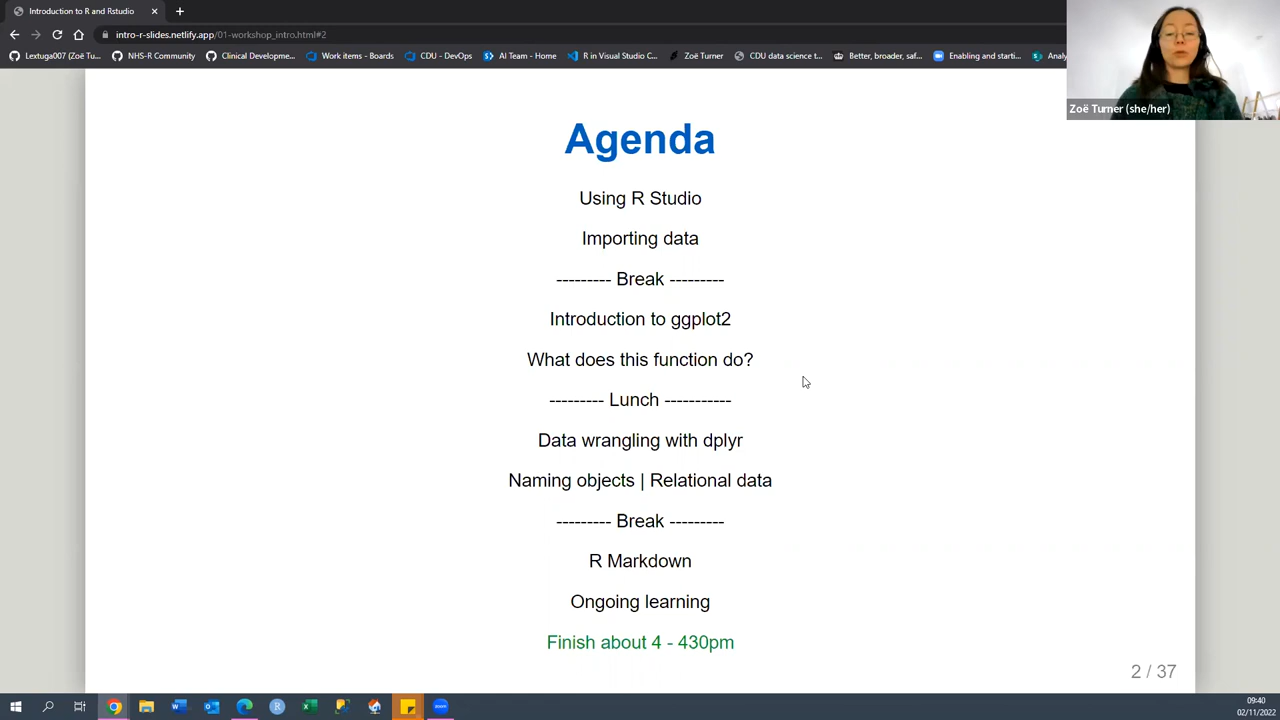 Introduction to R and Rstudio
intro-r-slides.netlify.app/01-workshop_intro.html#2
Lextuga007 (Zoë Tu...
NHS-R Community
Clinical Developme...
Work items - Boards
CDU - DevOps
AI Team - Home
R in Visual Studio C...
Zoë Turner
CDU data science t...
Better, broader, saf...
Enabling and starti...
Analy
Zoë Turner (she/her)
Agenda
Using R Studio
Importing data
--------- Break ---------
Introduction to ggplot2
What does this function do?
--------- Lunch -----------
Data wrangling with dplyr
Naming objects | Relational data
--------- Break ---------
R Markdown
Ongoing learning
Finish about 4 - 430pm
2 / 37
09:40
02/11/2022